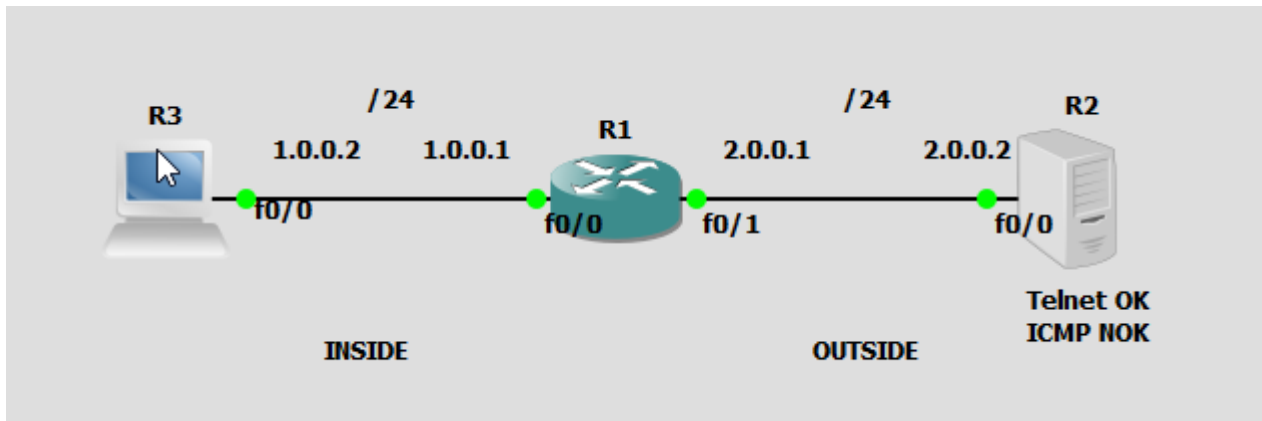 /24
/24
R3
R1
R2
1.0.0.2
1.0.0.1
2.0.0.1
2.0.0.2
f0/0
f0/0
f0/1
f0/0
Telnet OK
ICMP NOK
INSIDE
OUTSIDE